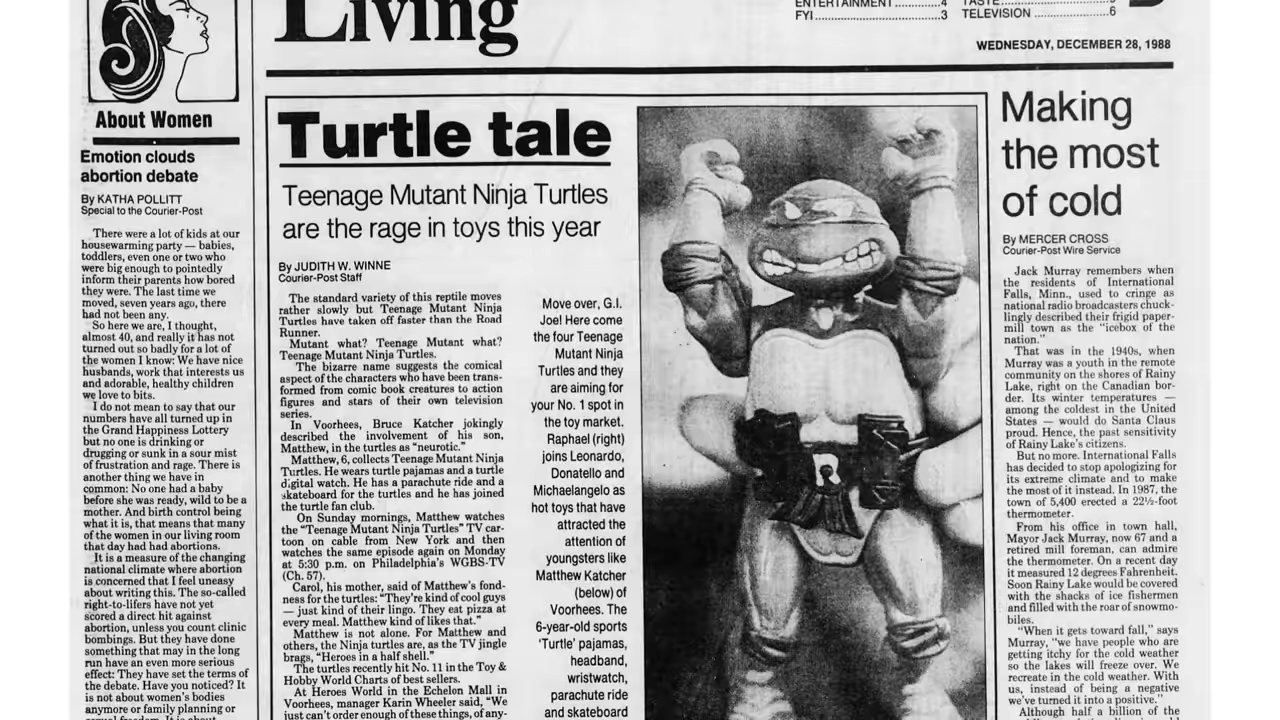 Living
ENTERTAINMENT 4
FYI 3
TELEVISION 6
WEDNESDAY, DECEMBER 28, 1988
About Women
Emotion clouds
abortion debate
By KATHA POLLITT
Special to the Courier-Post
There were a lot of kids at our
housewarming party — babies,
toddlers, even one or two who
were big enough to pointedly
inform their parents how bored
they were. The last time we
moved, seven years ago, there
had not been any.
So here we are, I thought,
almost 40, and really it has not
turned out so badly for a lot of
the women I know: We have nice
husbands, work that interests us
and adorable, healthy children
we love to bits.
I do not mean to say that our
numbers have all turned up in
the Grand Happiness Lottery
but no one is drinking or
drugging or sunk in a sour mist
of frustration and rage. There is
another thing we have in
common: No one had a baby
before she was ready, wild to be a
mother. And birth control being
what it is, that means that many
of the women in our living room
that day had had abortions.
It is a measure of the changing
national climate where abortion
is concerned that I feel uneasy
about writing this. The so-called
right-to-lifers have not yet
scored a direct hit against
abortion, unless you count clinic
bombings. But they have done
something that may in the long
run have an even more serious
effect: They have set the terms of
the debate. Have you noticed? It
is not about women's bodies
anymore or family planning or
Turtle tale
Teenage Mutant Ninja Turtles
are the rage in toys this year
By JUDITH W. WINNE
Courier-Post Staff
The standard variety of this reptile moves
rather slowly but Teenage Mutant Ninja
Turtles have taken off faster than the Road
Runner.
Mutant what? Teenage Mutant what?
Teenage Mutant Ninja Turtles.
The bizarre name suggests the comical
aspect of the characters who have been trans-
formed from comic book creatures to action
figures and stars of their own television
series.
In Voorhees, Bruce Katcher jokingly
described the involvement of his son,
Matthew, in the turtles as "neurotic."
Matthew, 6, collects Teenage Mutant Ninja
Turtles. He wears turtle pajamas and a turtle
digital watch. He has a parachute ride and a
skateboard for the turtles and he has joined
the turtle fan club.
On Sunday mornings, Matthew watches
the "Teenage Mutant Ninja Turtles" TV car-
toon on cable from New York and then
watches the same episode again on Monday
at 5:30 p.m. on Philadelphia's WGBS-TV
(Ch. 57).
Carol, his mother, said of Matthew's fond-
ness for the turtles: "They're kind of cool guys
— just kind of their lingo. They eat pizza at
every meal. Matthew kind of likes that."
Matthew is not alone. For Matthew and
others, the Ninja turtles are, as the TV jingle
brags, "Heroes in a half shell."
The turtles recently hit No. 11 in the Toy &
Hobby World Charts of best sellers.
At Heroes World in the Echelon Mall in
Voorhees, manager Karin Wheeler said, "We
just can't order enough of these things, of any-
Move over, G.I.
Joe! Here come
the four Teenage
Mutant Ninja
Turtles and they
are aiming for
your No. 1 spot in
the toy market.
Raphael (right)
joins Leonardo,
Donatello and
Michaelangelo as
hot toys that have
attracted the
attention of
youngsters like
Matthew Katcher
(below) of
Voorhees. The
6-year-old sports
'Turtle' pajamas,
headband,
wristwatch,
parachute ride
and skateboard
R
Making
the most
of cold
By MERCER CROSS
Courier-Post Wire Service
Jack Murray remembers when
the residents of International
Falls, Minn., used to cringe as
national radio broadcasters chuck-
lingly described their frigid paper-
mill town as the "icebox of the
nation."
That was in the 1940s, when
Murray was a youth in the remote
community on the shores of Rainy
Lake, right on the Canadian bor-
der. Its winter temperatures —
among the coldest in the United
States — would do Santa Claus
proud. Hence, the past sensitivity
of Rainy Lake's citizens.
But no more. International Falls
has decided to stop apologizing for
its extreme climate and to make
the most of it instead. In 1987, the
town of 5,400 erected a 22½-foot
thermometer.
From his office in town hall,
Mayor Jack Murray, now 67 and a
retired mill foreman, can admire
the thermometer. On a recent day
it measured 12 degrees Fahrenheit.
Soon Rainy Lake would be covered
with the shacks of ice fishermen
and filled with the roar of snowmo-
biles.
"When it gets toward fall," says
Murray, "we have people who are
getting itchy for the cold weather
so the lakes will freeze over. We
recreate in the cold weather. With
us, instead of being a negative
we've turned it into a positive."
Although half a billion of the